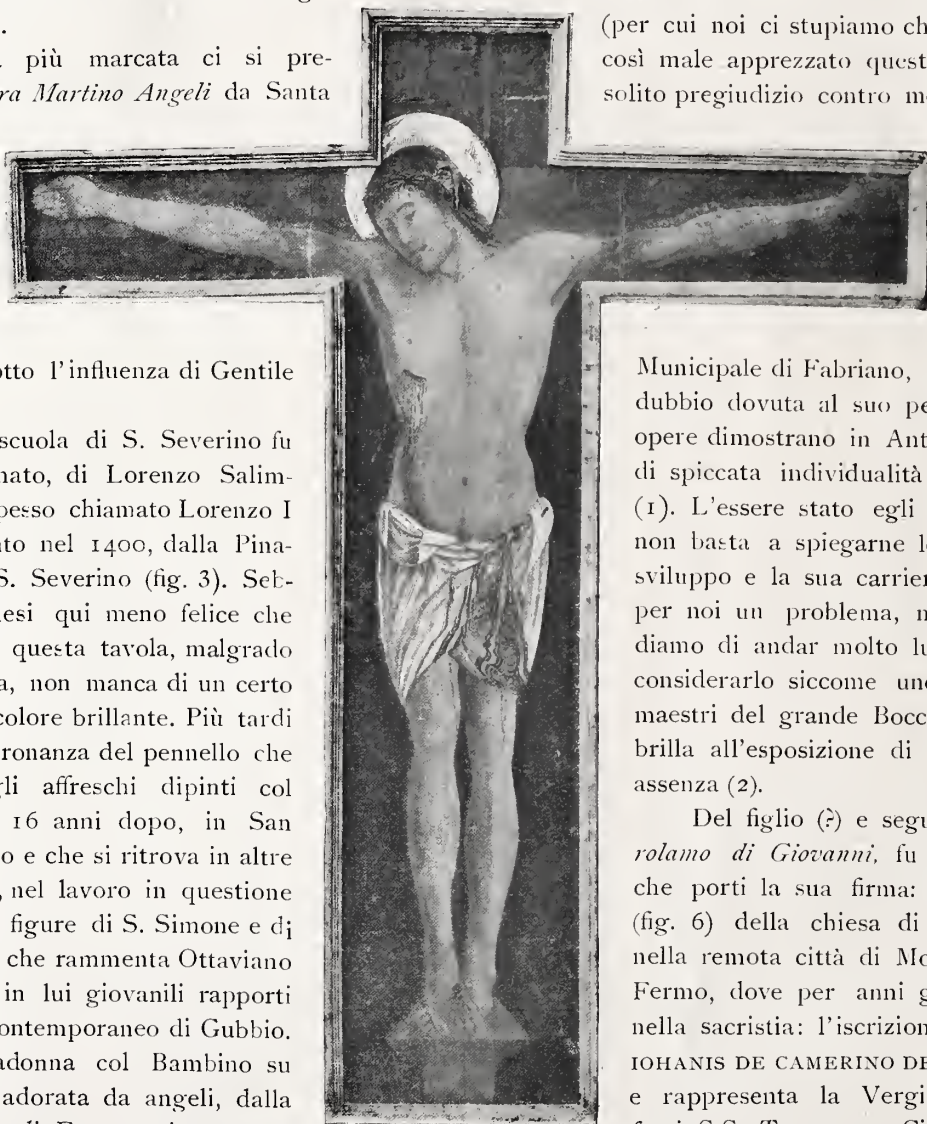 più marcata ci si pre-
Martino Angeli da Santa
otto l'influenza di Gentile
scuola di S. Severino fu
nato, di Lorenzo Salim-
pesso chiamato Lorenzo I
to nel 1400, dalla Pina-
S. Severino (fig. 3). Seb-
esi qui meno felice che
questa tavola, malgrado
a, non manca di un certo
colore brillante. Più tardi
ronanza del pennello che
gli affreschi dipinti col
16 anni dopo, in San
o e che si ritrova in altre
, nel lavoro in questione
figure di S. Simone e di
che rammenta Ottaviano
in lui giovanili rapporti
ontemporaneo di Gubbio.
adonna col Bambino su
adorata da angeli, dalla
(per cui noi ci stupiamo ch
così male apprezzato quest
solito pregiudizio contro m
Municipale di Fabriano,
dubbio dovuta al suo pe
opere dimostrano in Ant
di spiccata individualità
(1). L'essere stato egli
non basta a spiegarne l
sviluppo e la sua carrier
per noi un problema, n
diamo di andar molto lu
considerarlo siccome un
maestri del grande Bocc
brilla all'esposizione di
assenza (2).
Del figlio (?) e segu
rolamo di Giovanni, fu
che porti la sua firma:
(fig. 6) della chiesa di
nella remota città di Mo
Fermo, dove per anni g
nella sacristia: l'iscrizion
IOHANIS DE CAMERINO DE
e rappresenta la Vergi